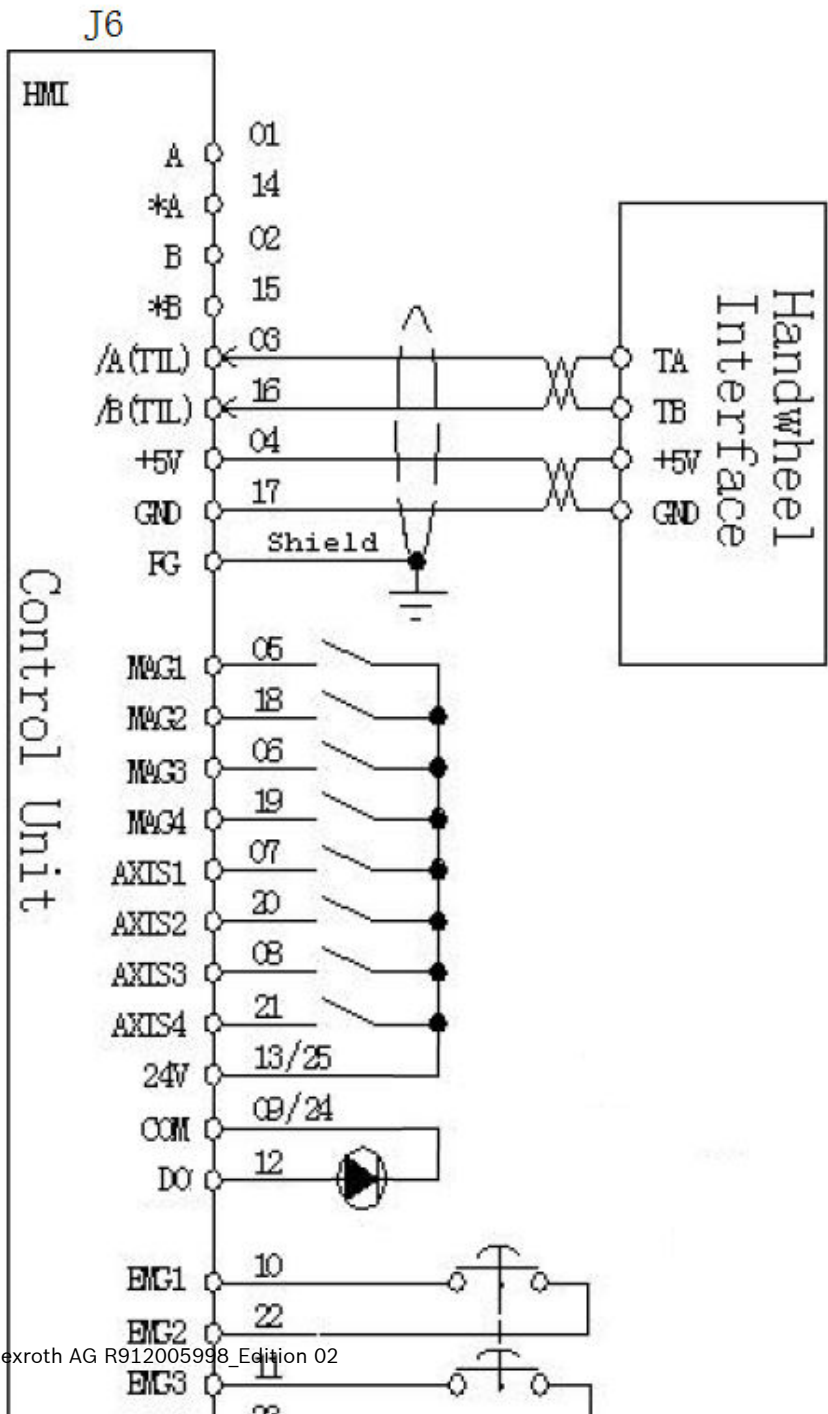 J6
HMI
A 01
*A 14
B 02
*B 15
/A(TTL) 03 TA
/B(TTL) 16 TB
+5V 04 +5V
GND 17 GND
FG Shield
Handwheel
Interface
Control Unit
MAG1 05
MAG2 18
MAG3 06
MAG4 19
AXIS1 07
AXIS2 20
AXIS3 08
AXIS4 21
24V 13/25
COM 09/24
DO 12
EMG1 10
EMG2 22
exroth AG R912005998_Edition 02
EMG3 11